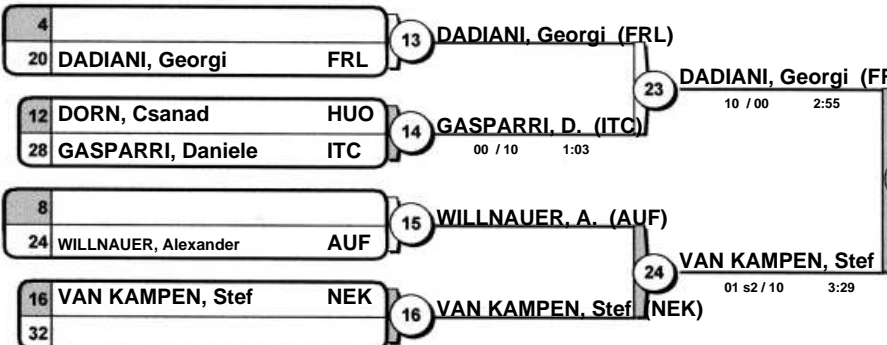 4
20 DADIANI, Georgi FRL
13 DADIANI, Georgi (FRL)
23 DADIANI, Georgi (FR
10 / 00 2:55
12 DORN, Csanad HUO
28 GASPARRI, Daniele ITC
14 GASPARRI, D. (ITC)
00 / 10 1:03
8
24 WILLNAUER, Alexander AUF
15 WILLNAUER, A. (AUF)
24 VAN KAMPEN, Stef
01 s2 / 10 3:29
16 VAN KAMPEN, Stef NEK
32
16 VAN KAMPEN, Stef (NEK)